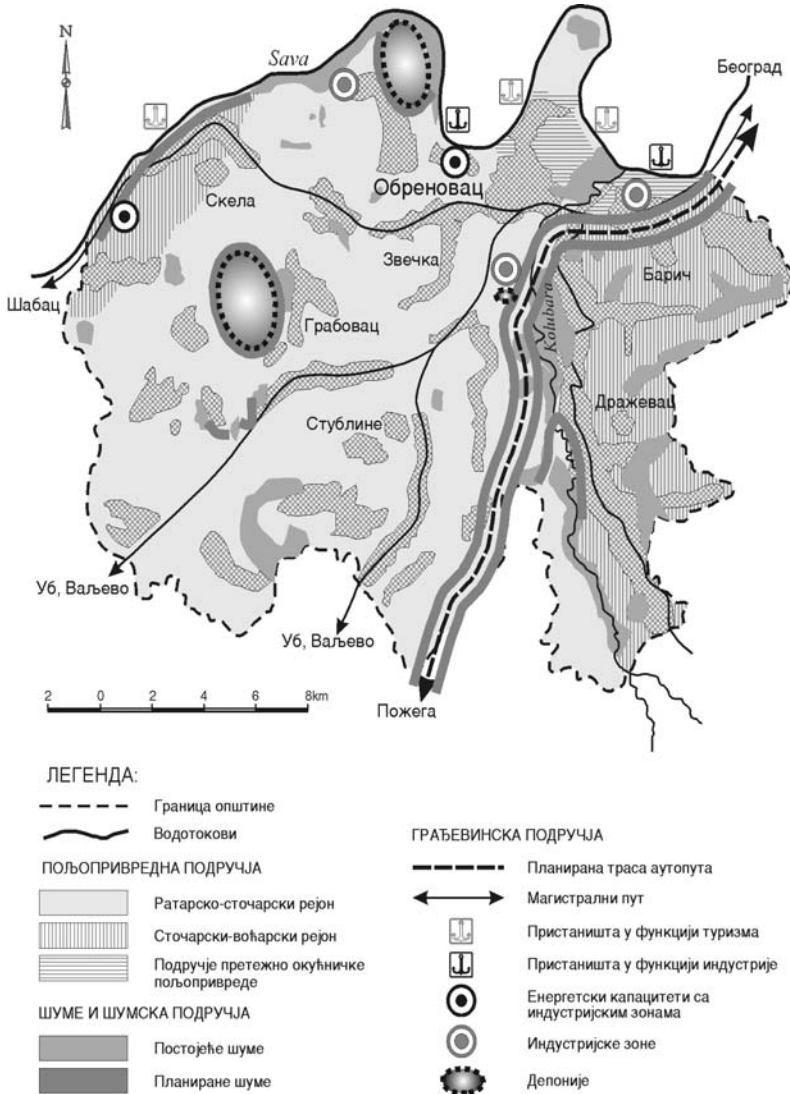 N
Sava
Београд
Обреновац
Скела
Звечка
Барич
Шабац
Грабовац
Kolubara
Дражевац
Стублине
Уб, Ваљево
Уб, Ваљево
2 0 2 4 6 8km
Пожега
ЛЕГЕНДА:
Граница општине
Водотокови
ПОЉОПРИВРЕДНА ПОДРУЧЈА
Ратарско-сточарски рејон
Сточарски-воћарски рејон
Подручје претежно окућничке
пољопривреде
ШУМЕ И ШУМСКА ПОДРУЧЈА
Постојеће шуме
Планиране шуме
ГРАЂЕВИНСКА ПОДРУЧЈА
Планирана траса аутопута
Магистрални пут
Пристаништа у функцији туризма
Пристаништа у функцији индустрије
Енергетски капацитети са
индустријским зонама
Индустријске зоне
Депоније